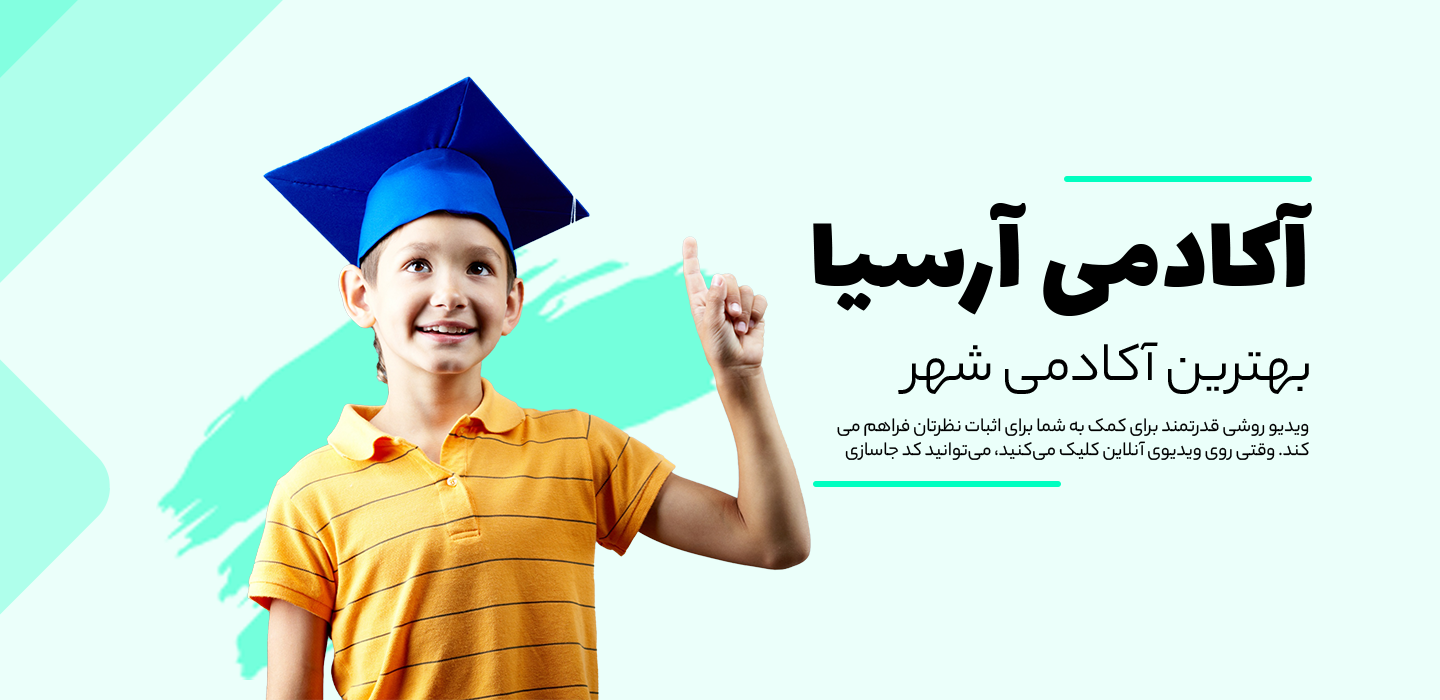 آکادمی آرسیا
بهترین آکادمی شهر
ویدیو روشی قدرتمند برای کمک به شما برای اثبات نظرتان فراهم می
کند. وقتی روی ویدیوی آنلاین کلیک می‌کنید، می‌توانید کد جاسازی